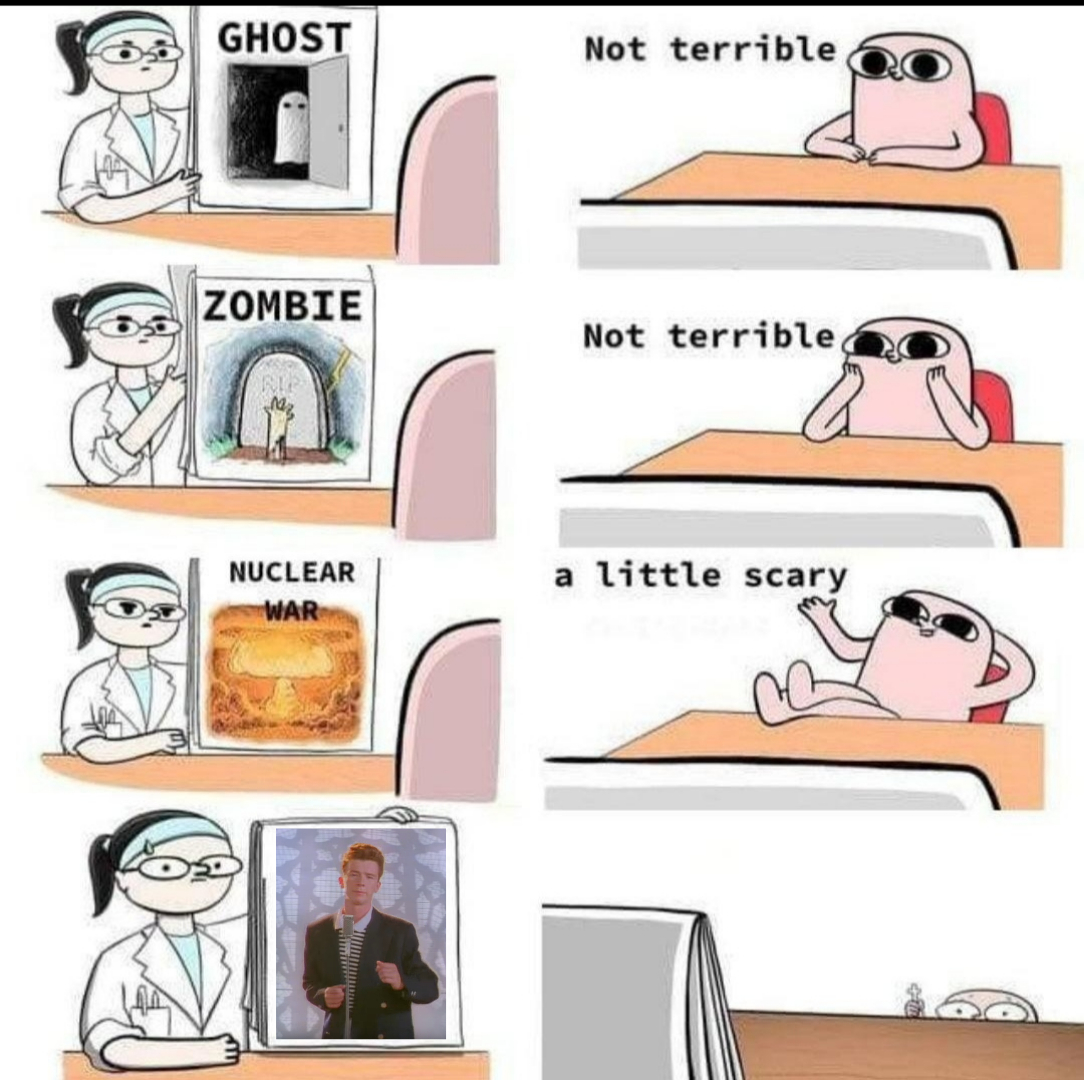 GHOST
Not terrible
ZOMBIE
RIP
Not terrible
NUCLEAR
WAR
a little scary